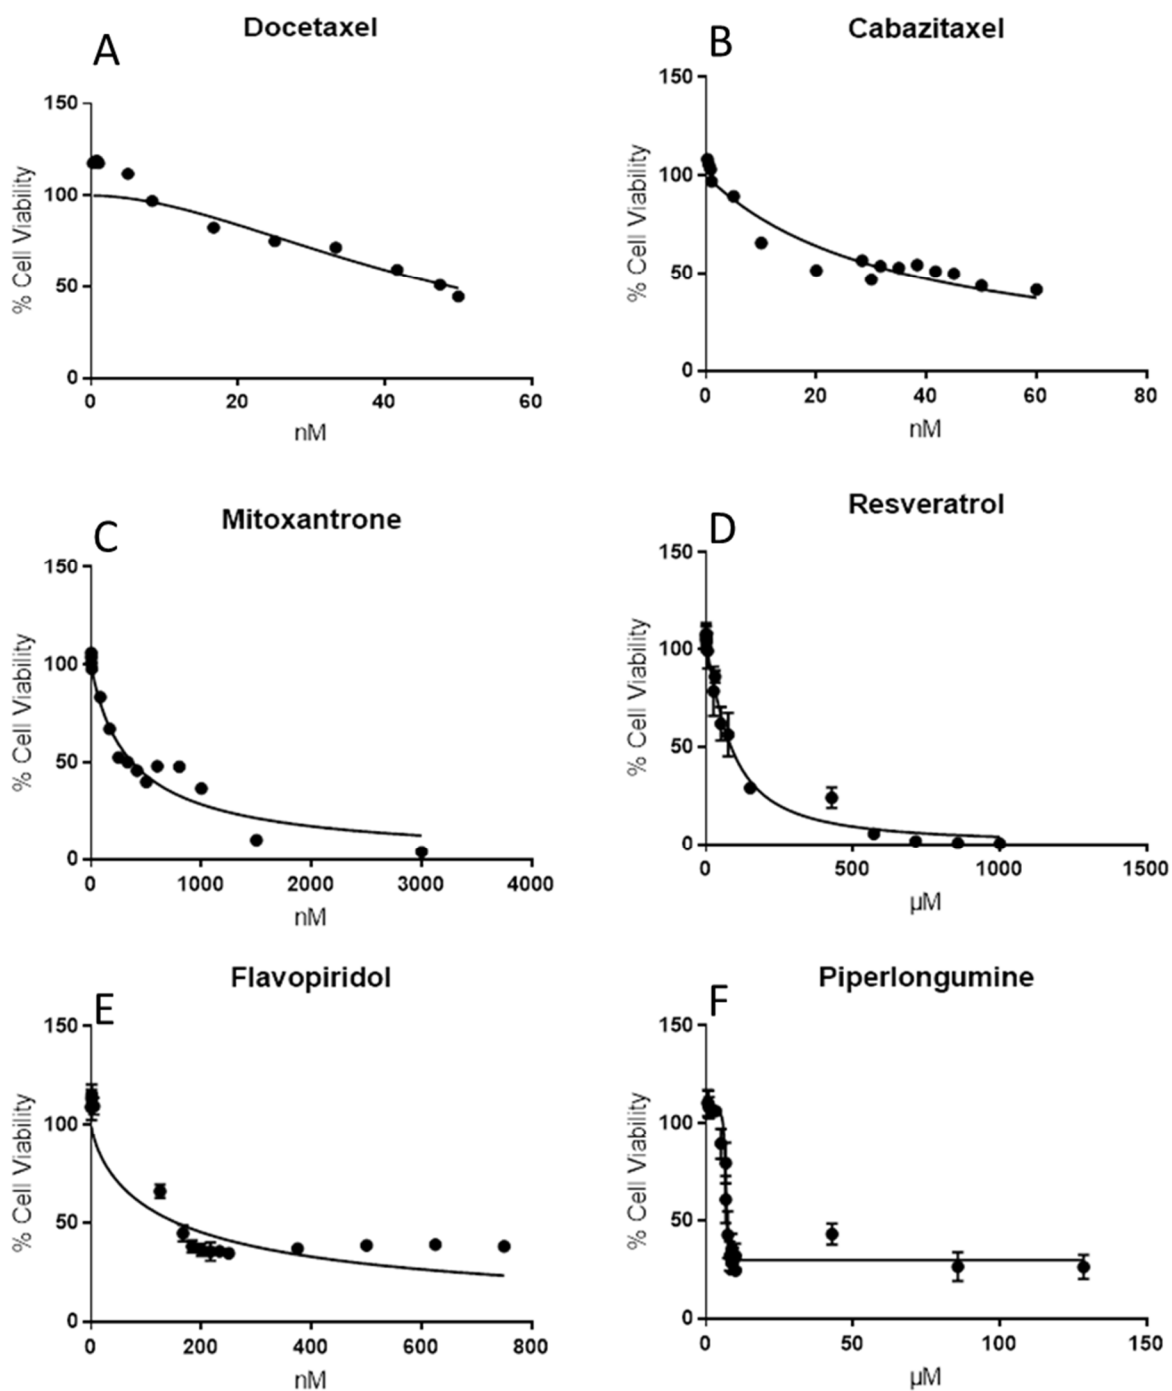 A
Docetaxel
% Cell Viability
150
100
50
0
0 20 40 60
nM
B
Cabazitaxel
% Cell Viability
150
100
50
0
0 20 40 60 80
nM
C
Mitoxantrone
% Cell Viability
150
100
50
0
0 1000 2000 3000 4000
nM
D
Resveratrol
% Cell Viability
150
100
50
0
0 500 1000 1500
µM
E
Flavopiridol
% Cell Viability
150
100
50
0
0 200 400 600 800
nM
F
Piperlongumine
% Cell Viability
150
100
50
0
0 50 100 150
µM